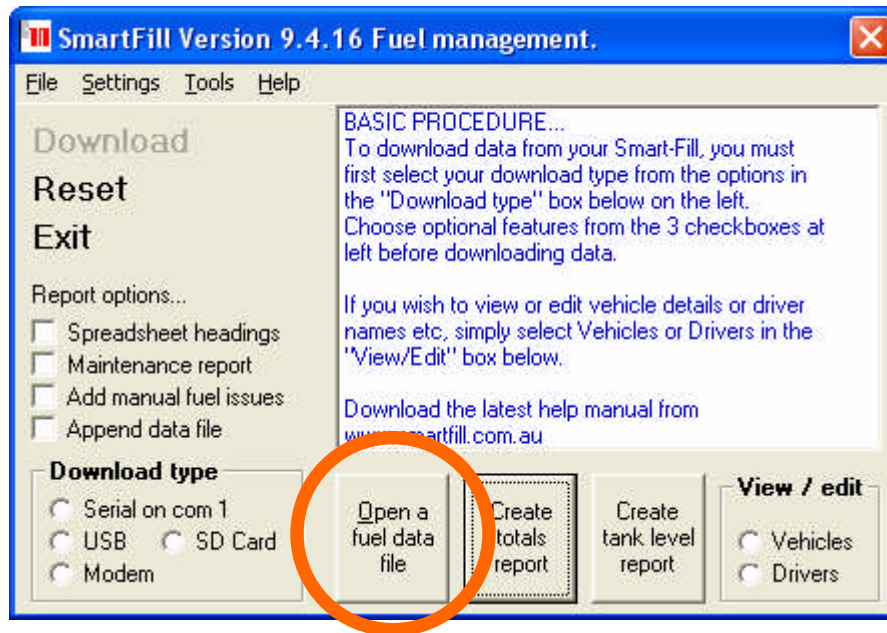 SmartFill Version 9.4.16 Fuel management.
File Settings Tools Help
Download
Reset
Exit
Report options...
Spreadsheet headings
Maintenance report
Add manual fuel issues
Append data file
BASIC PROCEDURE...
To download data from your Smart-Fill, you must
first select your download type from the options in
the "Download type" box below on the left.
Choose optional features from the 3 checkboxes at
left before downloading data.
If you wish to view or edit vehicle details or driver
names etc, simply select Vehicles or Drivers in the
"View/Edit" box below.
Download the latest help manual from
www.smartfill.com.au
Download type
Serial on com 1
USB SD Card
Modem
Open a
fuel data
file
Create
totals
report
Create
tank level
report
View / edit
Vehicles
Drivers